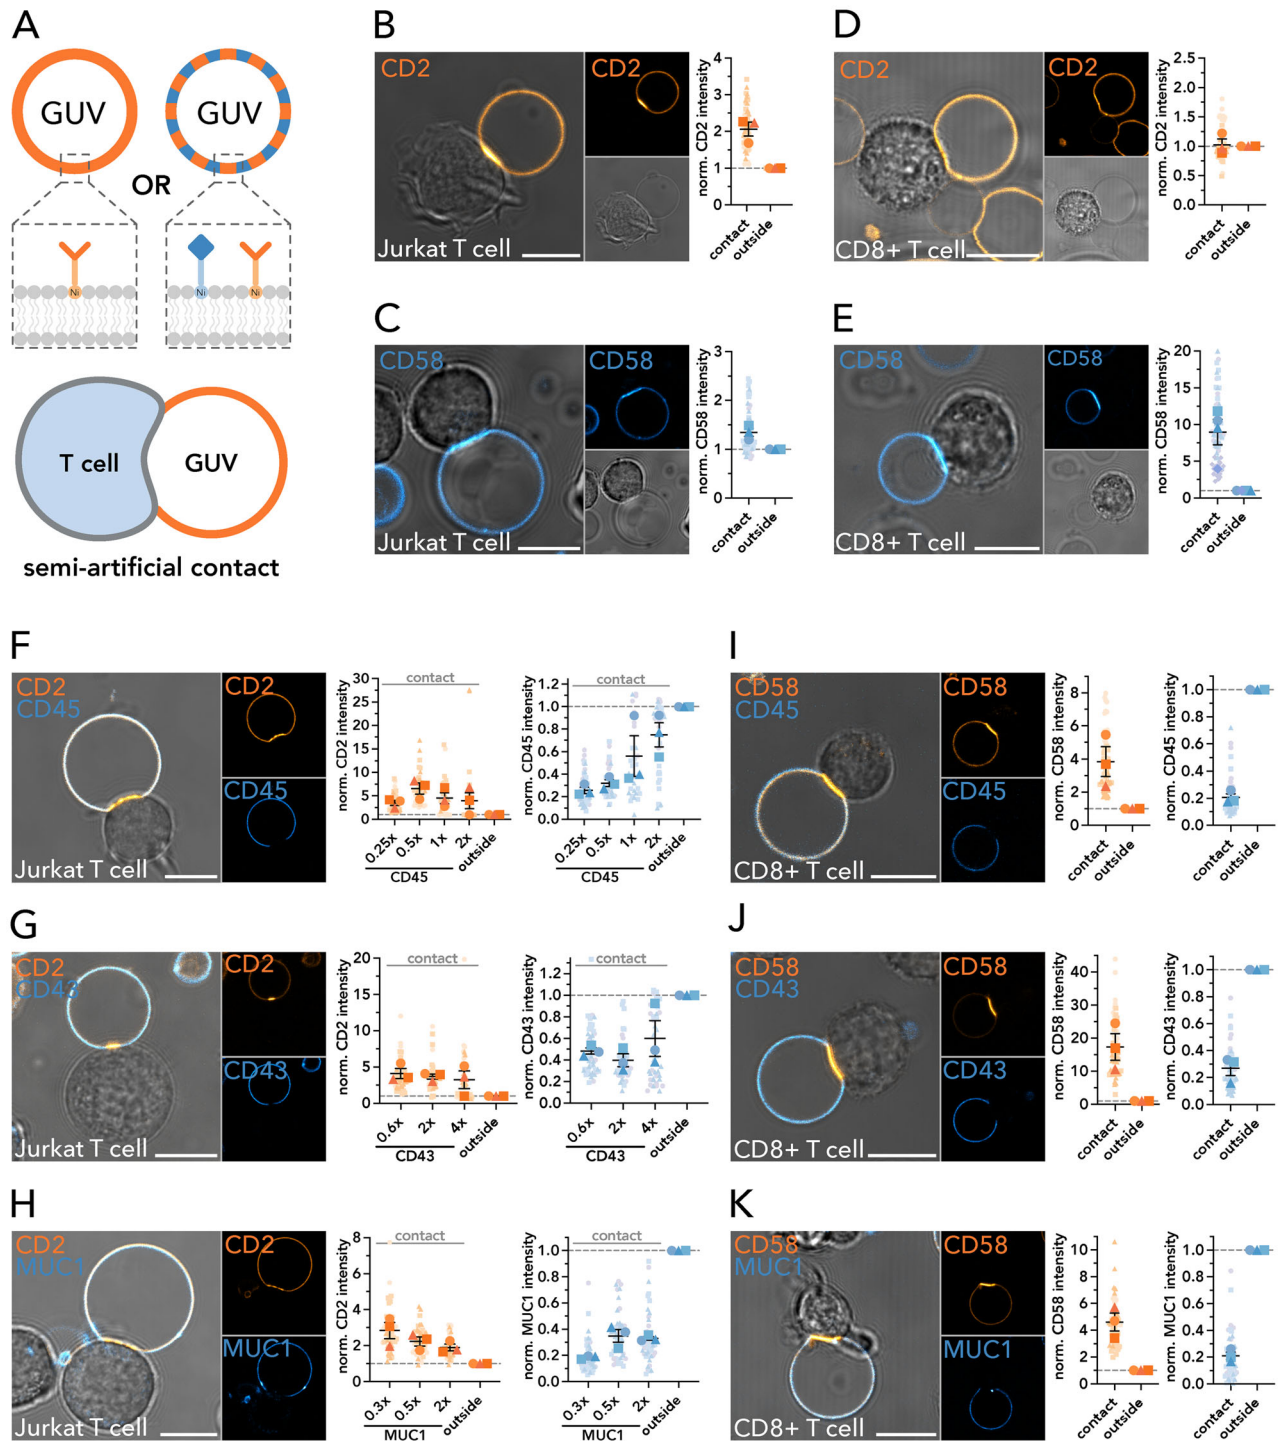 A
GUV
GUV
OR
Ni
Ni
Ni
T cell
GUV
semi-artificial contact
B
CD2
CD2
Jurkat T cell
norm. CD2 intensity
4
3
2
1
0
contact
outside
D
CD2
CD2
CD8+ T cell
norm. CD2 intensity
2.5
2.0
1.5
1.0
0.5
0.0
contact
outside
C
CD58
CD58
Jurkat T cell
norm. CD58 intensity
3
2
1
0
contact
outside
E
CD58
CD58
CD8+ T cell
norm. CD58 intensity
20
15
10
5
0
contact
outside
F
CD2
CD45
CD2
CD45
Jurkat T cell
norm. CD2 intensity
30
25
20
15
10
5
0
contact
0.25x
0.5x
1x
2x
outside
CD45
norm. CD45 intensity
1.2
1.0
0.8
0.6
0.4
0.2
0.0
contact
0.25x
0.5x
1x
2x
outside
CD45
I
CD58
CD45
CD58
CD45
CD8+ T cell
norm. CD58 intensity
8
6
4
2
0
contact
outside
norm. CD45 intensity
1.0
0.8
0.6
0.4
0.2
0.0
contact
outside
G
CD2
CD43
CD2
CD43
Jurkat T cell
norm. CD2 intensity
20
15
10
5
0
contact
0.6x
2x
4x
outside
CD43
norm. CD43 intensity
1.2
1.0
0.8
0.6
0.4
0.2
0.0
contact
0.6x
2x
4x
outside
CD43
J
CD58
CD43
CD58
CD43
CD8+ T cell
norm. CD58 intensity
40
30
20
10
0
contact
outside
norm. CD43 intensity
1.0
0.8
0.6
0.4
0.2
0.0
contact
outside
H
CD2
MUC1
CD2
MUC1
Jurkat T cell
norm. CD2 intensity
8
6
4
2
0
contact
0.3x
0.5x
2x
outside
MUC1
norm. MUC1 intensity
1.0
0.8
0.6
0.4
0.2
0.0
contact
0.3x
0.5x
2x
outside
MUC1
K
CD58
MUC1
CD58
MUC1
CD8+ T cell
norm. CD58 intensity
10
8
6
4
2
0
contact
outside
norm. MUC1 intensity
1.0
0.8
0.6
0.4
0.2
0.0
contact
outside